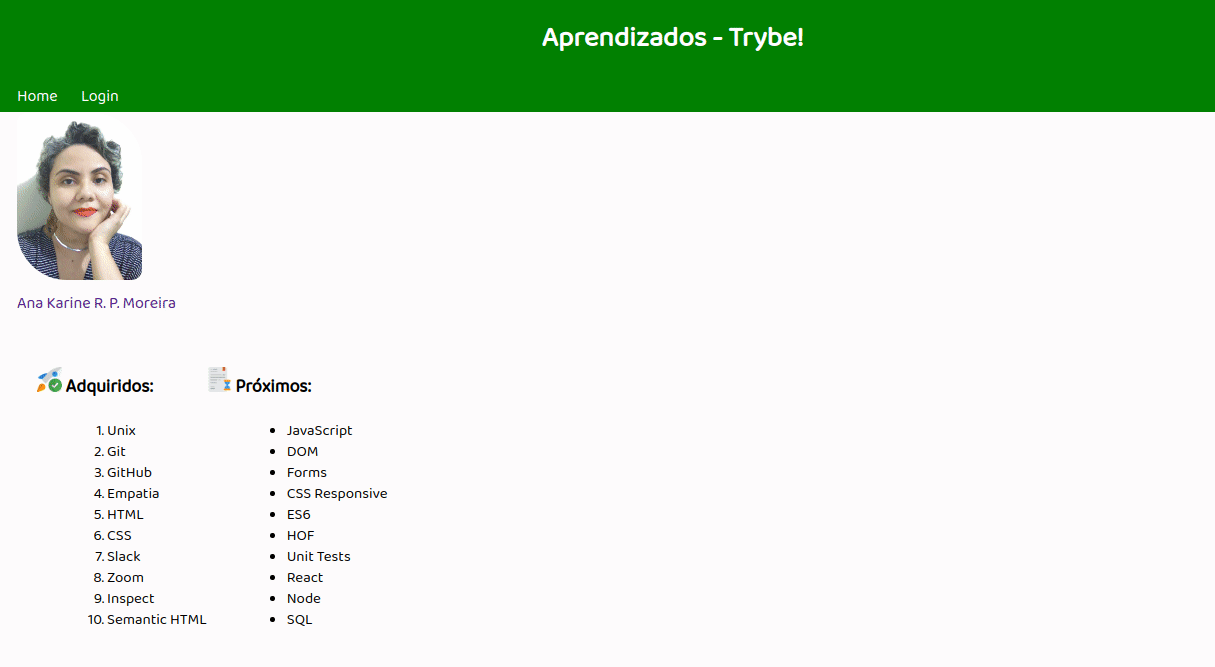 Aprendizados - Trybe!
Home Login
Ana Karine R. P. Moreira
Adquiridos:
1. Unix
2. Git
3. GitHub
4. Empatia
5. HTML
6. CSS
7. Slack
8. Zoom
9. Inspect
10. Semantic HTML
Próximos:
• JavaScript
• DOM
• Forms
• CSS Responsive
• ES6
• HOF
• Unit Tests
• React
• Node
• SQL